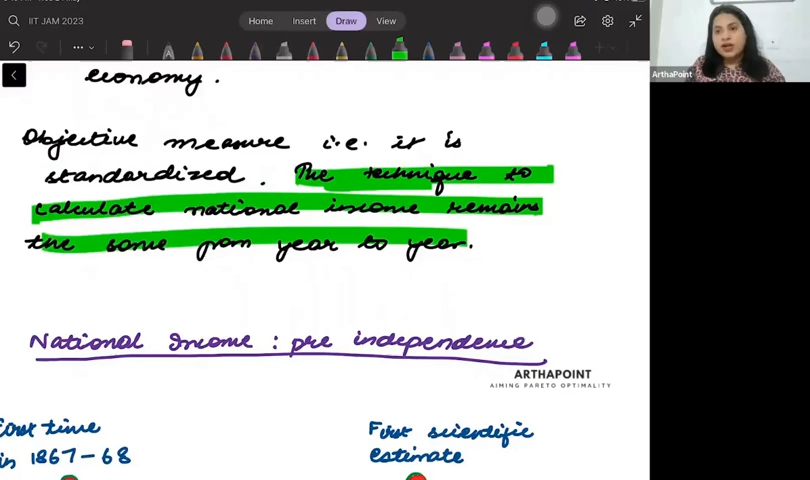 IIT JAM 2023
Home Insert Draw View
economy.
Objective measure i.e. it is
standardized. The technique to
calculate national income remains
the same from year to year.
National Income : pre independence
ARTHAPOINT
AIMING PARETO OPTIMALITY
time
in 1867-68
First scientific
estimate
ArthaPoint